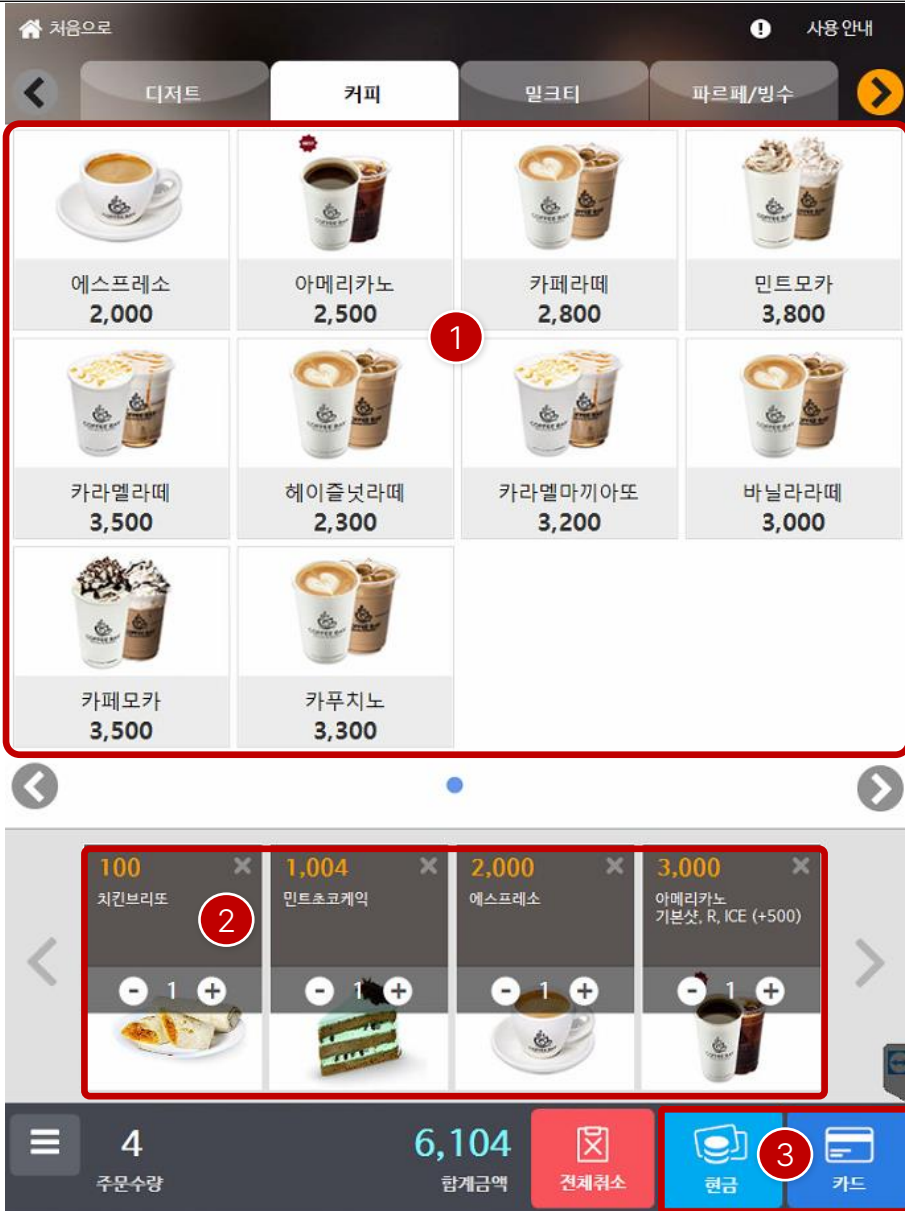 처음으로
사용 안내
디저트
커피
밀크티
파르페/빙수
에스프레소
2,000
아메리카노
2,500
카페라떼
2,800
민트모카
3,800
1
카라멜라떼
3,500
헤이즐넛라떼
2,300
카라멜마끼아또
3,200
바닐라라떼
3,000
카페모카
3,500
카푸치노
3,300
100
치킨브리또
1
2
1,004
민트초코케익
1
2,000
에스프레소
1
3,000
아메리카노
기본샷, R, ICE (+500)
1
4
주문수량
6,104
합계금액
전체취소
현금
3
카드